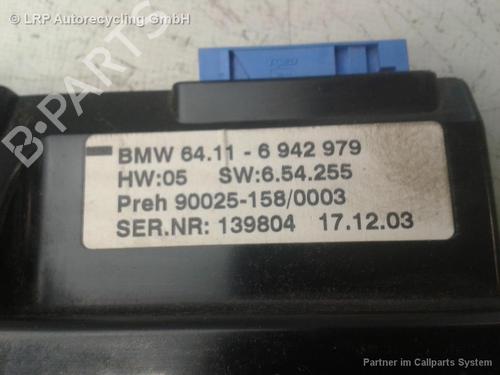 © LRP Autorecycling GmbH
B-PARTS
BMW 64.11 - 6 942 979
HW:05 SW:6.54.255
Preh 90025-158/0003
SER.NR: 139804 17.12.03
Partner im Callparts System